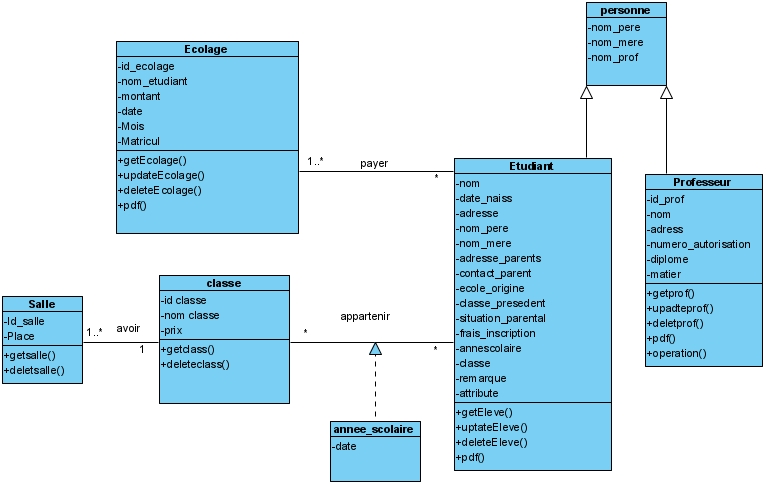 personne
-nom_pere
-nom_mere
-nom_prof
Ecolage
-id_ecolage
-nom_etudiant
-montant
-date
-Mois
-Matricul
+getEcolage()
+updateEcolage()
+deleteEcolage()
+pdf()
1..*
payer
*
Etudiant
-nom
-date_naiss
-adresse
-nom_pere
-nom_mere
-adresse_parents
-contact_parent
-ecole_origine
-classe_presedent
-situation_parental
-frais_inscription
-annescolaire
-classe
-remarque
-attribute
+getEleve()
+uptateEleve()
+deleteEleve()
+pdf()
Professeur
-id_prof
-nom
-adress
-numero_autorisation
-diplome
-matier
+getprof()
+upadteprof()
+deletprof()
+pdf()
+operation()
Salle
-Id_salle
-Place
+getsalle()
+deletsalle()
1..*
avoir
1
classe
-id classe
-nom classe
-prix
+getclass()
+deleteclass()
*
appartenir
*
annee_scolaire
-date